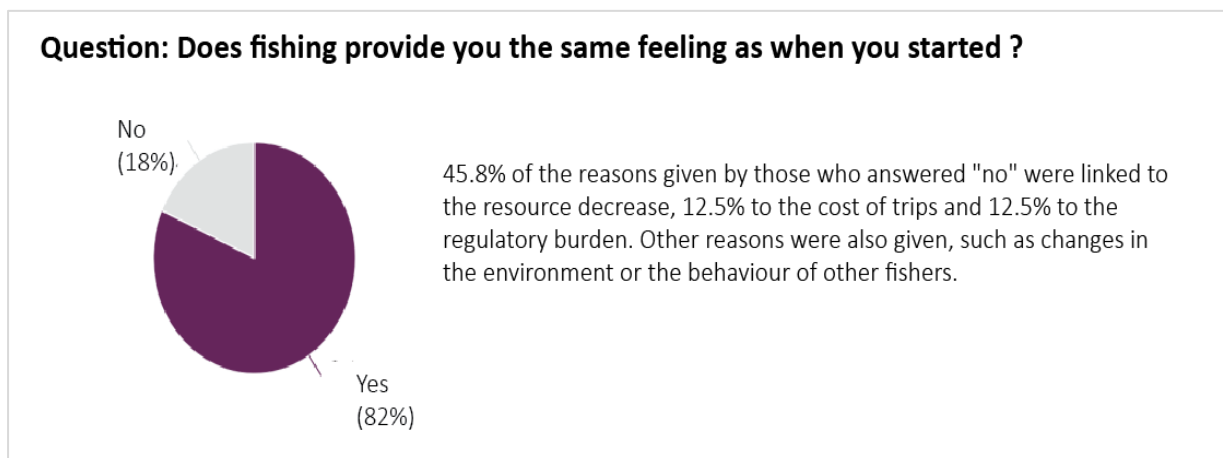 Question: Does fishing provide you the same feeling as when you started ?
No
(18%)
45.8% of the reasons given by those who answered "no" were linked to
the resource decrease, 12.5% to the cost of trips and 12.5% to the
regulatory burden. Other reasons were also given, such as changes in
the environment or the behaviour of other fishers.
Yes
(82%)